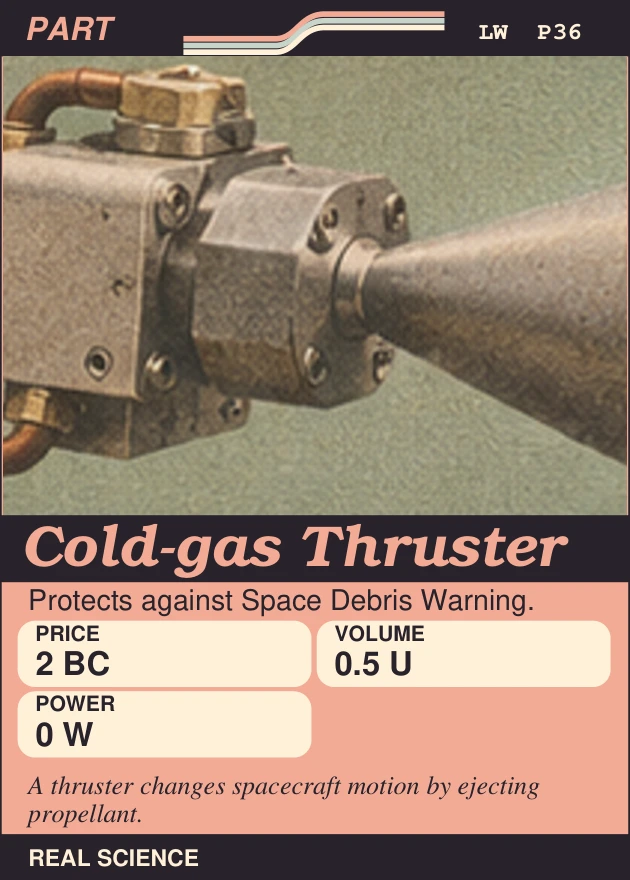 PART
LW P36
Cold-gas Thruster
Protects against Space Debris Warning.
PRICE
2 BC
VOLUME
0.5 U
POWER
0 W
A thruster changes spacecraft motion by ejecting
propellant.
REAL SCIENCE